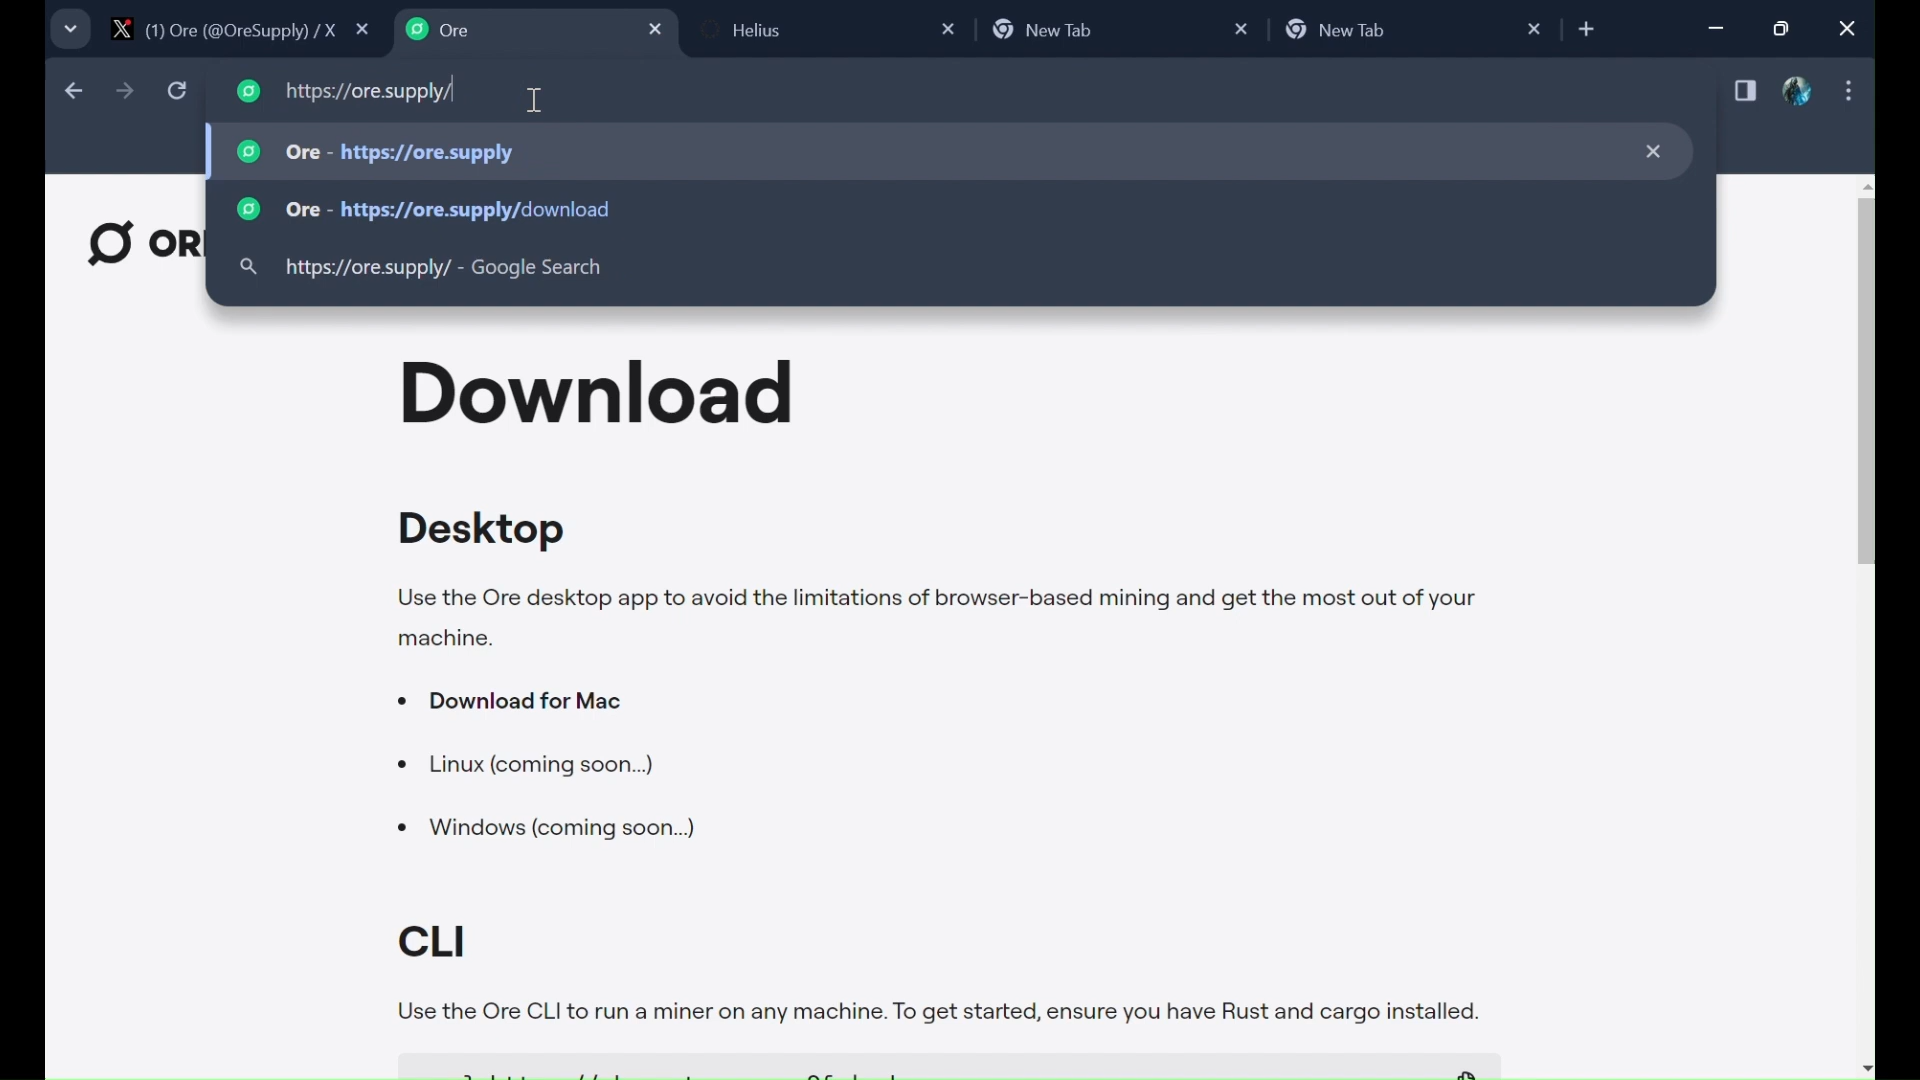 (1) Ore (@OreSupply) / X
Ore
Helius
New Tab
New Tab
https://ore.supply/
Ore - https://ore.supply
Ore - https://ore.supply/download
https://ore.supply/ - Google Search
Download
Desktop
Use the Ore desktop app to avoid the limitations of browser-based mining and get the most out of your
machine.
• Download for Mac
• Linux (coming soon...)
• Windows (coming soon...)
CLI
Use the Ore CLI to run a miner on any machine. To get started, ensure you have Rust and cargo installed.